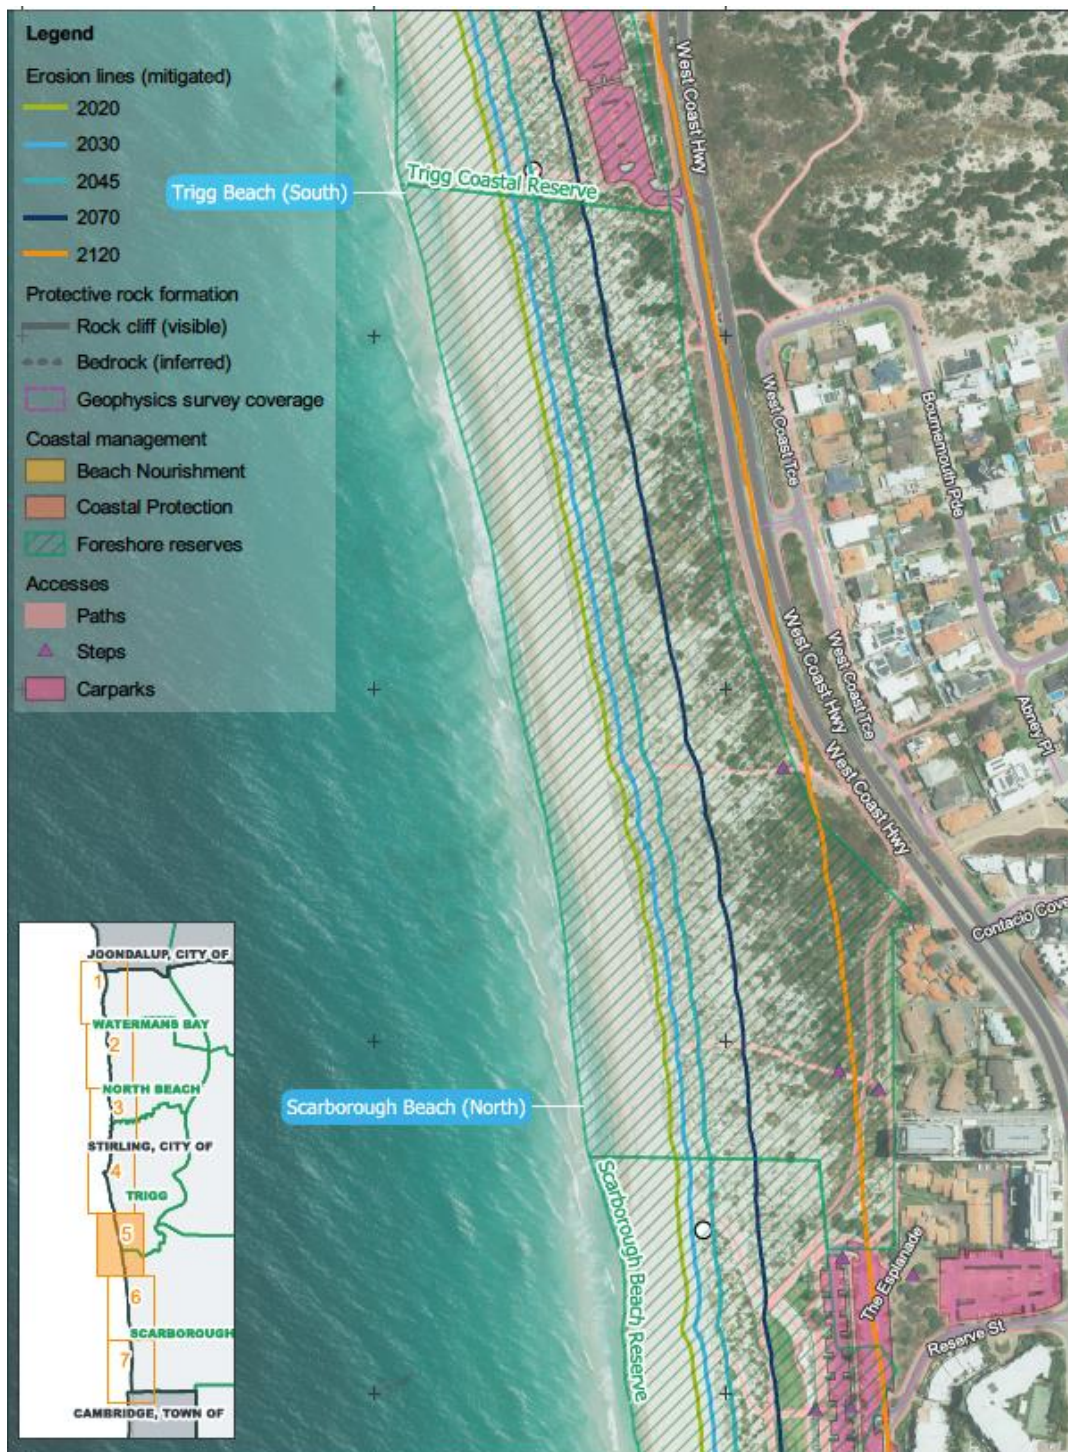 Legend
Erosion lines (mitigated)
2020
2030
2045
2070
2120
Protective rock formation
Rock cliff (visible)
Bedrock (inferred)
Geophysics survey coverage
Coastal management
Beach Nourishment
Coastal Protection
Foreshore reserves
Accesses
Paths
Steps
Carparks
West Coast Hwy
Trigg Coastal Reserve
Trigg Beach (South)
West Coast Tce
Bournemouth Pde
West Coast Hwy
West Coast Tce
West Coast Hwy
Abney Pl
Contacio Cove
Scarborough Beach (North)
Scarborough Beach Reserve
The Esplanade
Reserve St
JOONDALUP, CITY OF
1
WATERMANS BAY
2
NORTH BEACH
3
STIRLING, CITY OF
4
TRIGG
5
6
SCARBOROUGH
7
CAMBRIDGE, TOWN OF